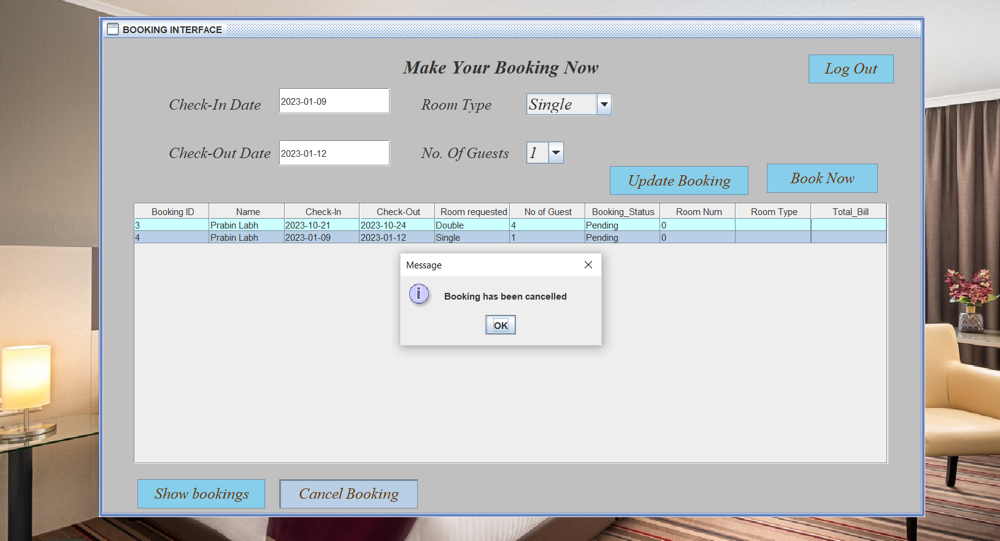 BOOKING INTERFACE
Make Your Booking Now
Log Out
Check-In Date 2023-01-09 Room Type Single
Check-Out Date 2023-01-12 No. Of Guests 1
Update Booking Book Now
Booking ID Name Check-In Check-Out Room requested No of Guest Booking_Status Room Num Room Type Total_Bill
3 Prabin Labh 2023-10-21 2023-10-24 Double 4 Pending 0
4 Prabin Labh 2023-01-09 2023-01-12 Single 1 Pending 0
Message
i Booking has been cancelled
OK
Show bookings Cancel Booking